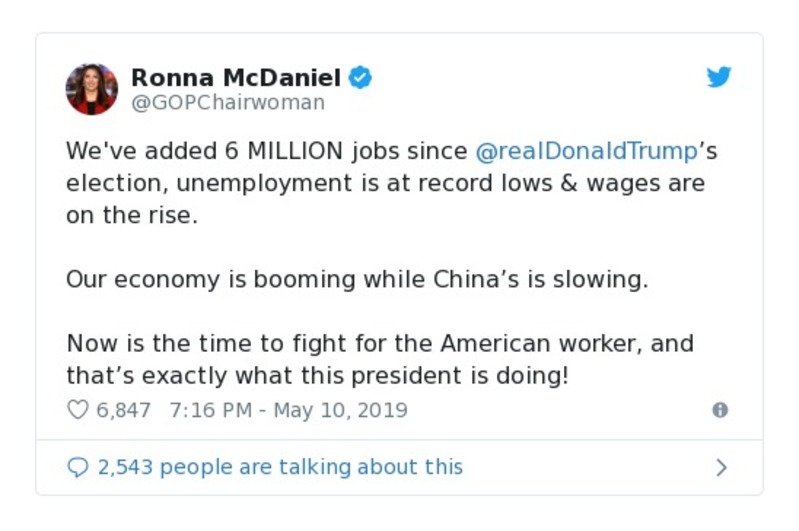 Ronna McDaniel
@GOPChairwoman
We've added 6 MILLION jobs since @realDonaldTrump’s
election, unemployment is at record lows & wages are
on the rise.
Our economy is booming while China’s is slowing.
Now is the time to fight for the American worker, and
that’s exactly what this president is doing!
6,847 7:16 PM - May 10, 2019
2,543 people are talking about this